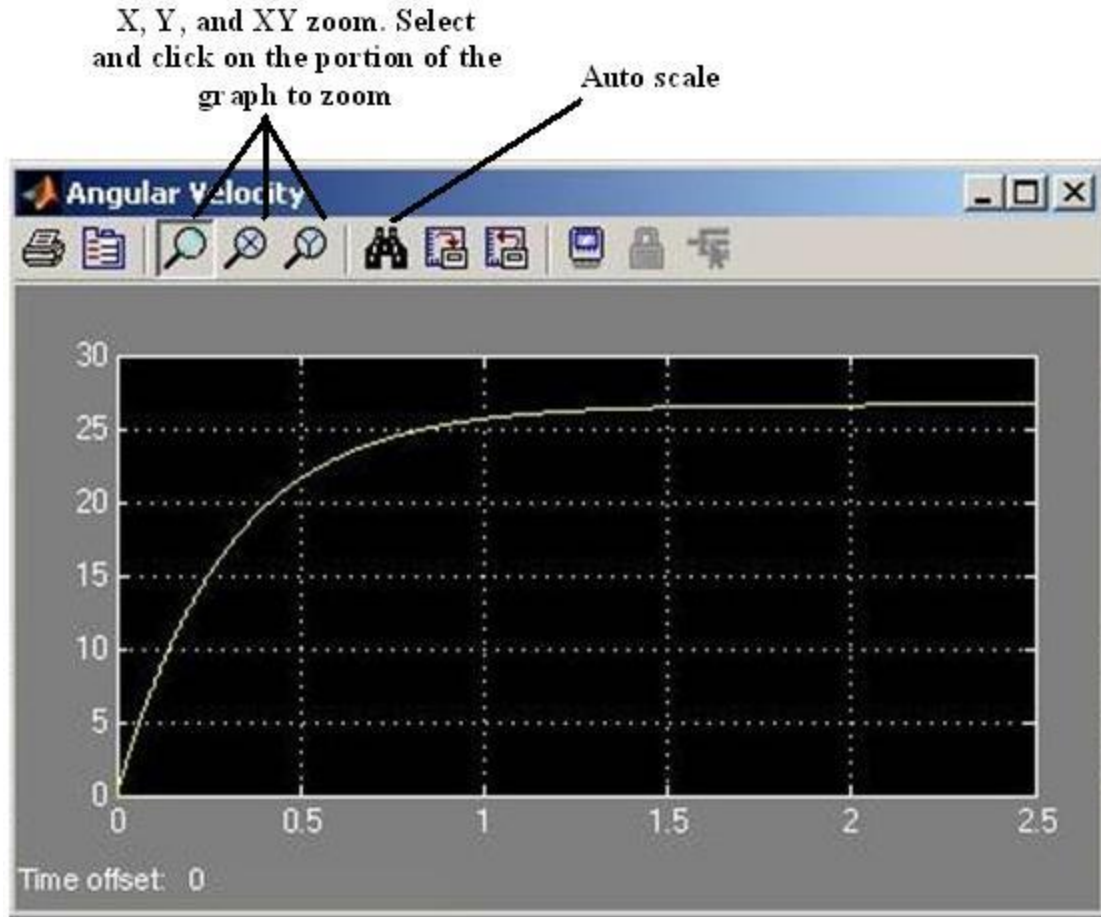 X, Y, and XY zoom. Select
and click on the portion of the
graph to zoom
Auto scale
Angular Velocity
30
25
20
15
10
5
0
0 0.5 1 1.5 2 2.5
Time offset: 0